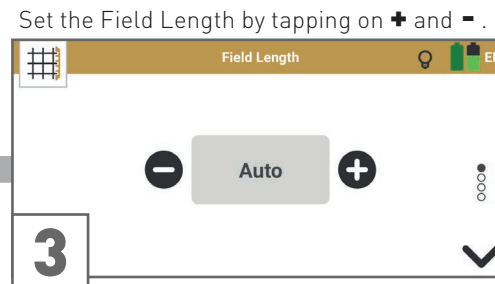 Set the Field Length by tapping on + and - .
Field Length
Auto
3